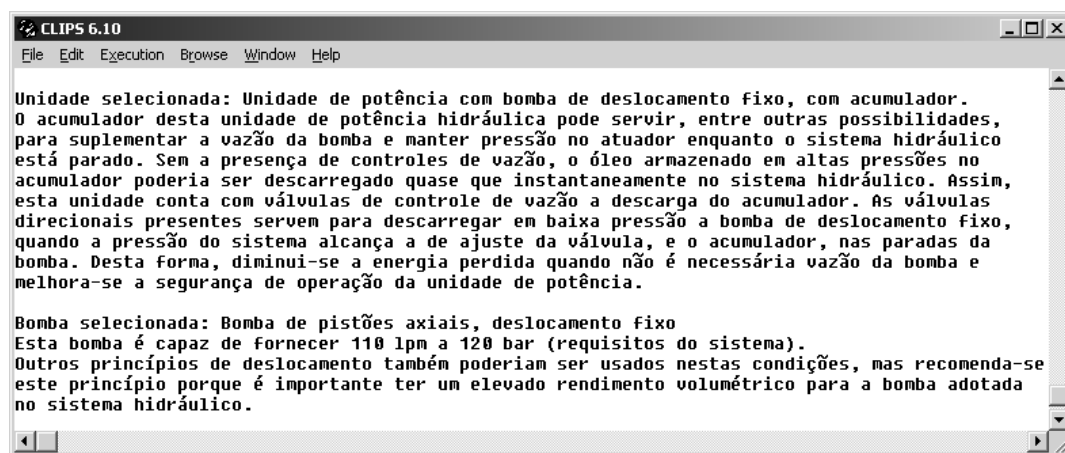 CLIPS 6.10
File Edit Execution Browse Window Help
Unidade selecionada: Unidade de potência com bomba de deslocamento fixo, com acumulador.
O acumulador desta unidade de potência hidráulica pode servir, entre outras possibilidades,
para suplementar a vazão da bomba e manter pressão no atuador enquanto o sistema hidráulico
está parado. Sem a presença de controles de vazão, o óleo armazenado em altas pressões no
acumulador poderia ser descarregado quase que instantaneamente no sistema hidráulico. Assim,
esta unidade conta com válvulas de controle de vazão a descarga do acumulador. As válvulas
direcionais presentes servem para descarregar em baixa pressão a bomba de deslocamento fixo,
quando a pressão do sistema alcança a de ajuste da válvula, e o acumulador, nas paradas da
bomba. Desta forma, diminui-se a energia perdida quando não é necessária vazão da bomba e
melhora-se a segurança de operação da unidade de potência.
Bomba selecionada: Bomba de pistões axiais, deslocamento fixo
Esta bomba é capaz de fornecer 110 lpm a 120 bar (requisitos do sistema).
Outros princípios de deslocamento também poderiam ser usados nestas condições, mas recomenda-se
este princípio porque é importante ter um elevado rendimento volumétrico para a bomba adotada
no sistema hidráulico.